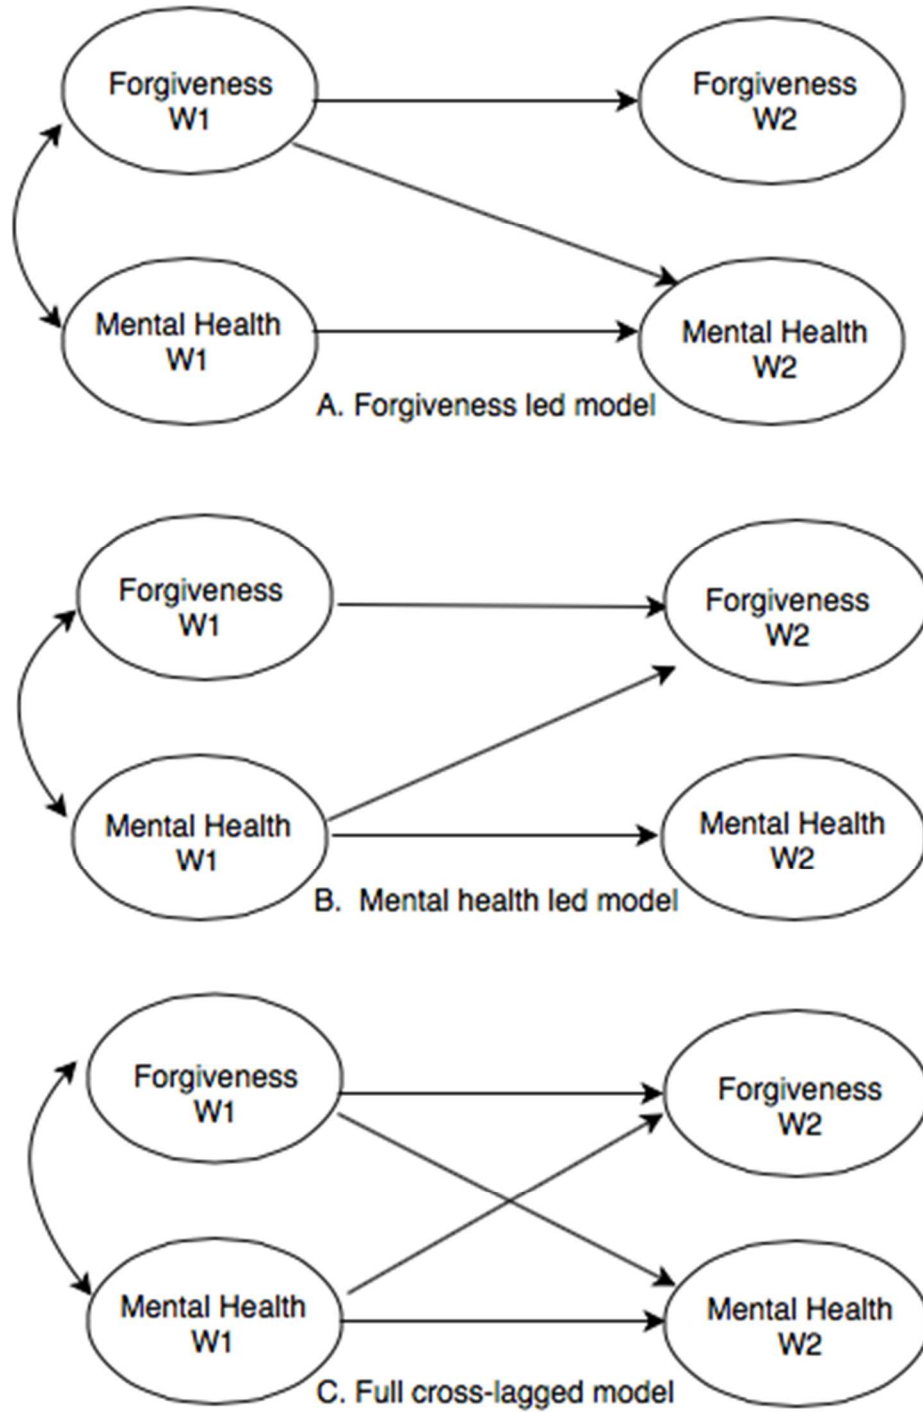 Forgiveness
W1
Forgiveness
W2
Mental Health
W1
Mental Health
W2
A. Forgiveness led model
Forgiveness
W1
Forgiveness
W2
Mental Health
W1
Mental Health
W2
B. Mental health led model
Forgiveness
W1
Forgiveness
W2
Mental Health
W1
Mental Health
W2
C. Full cross-lagged model